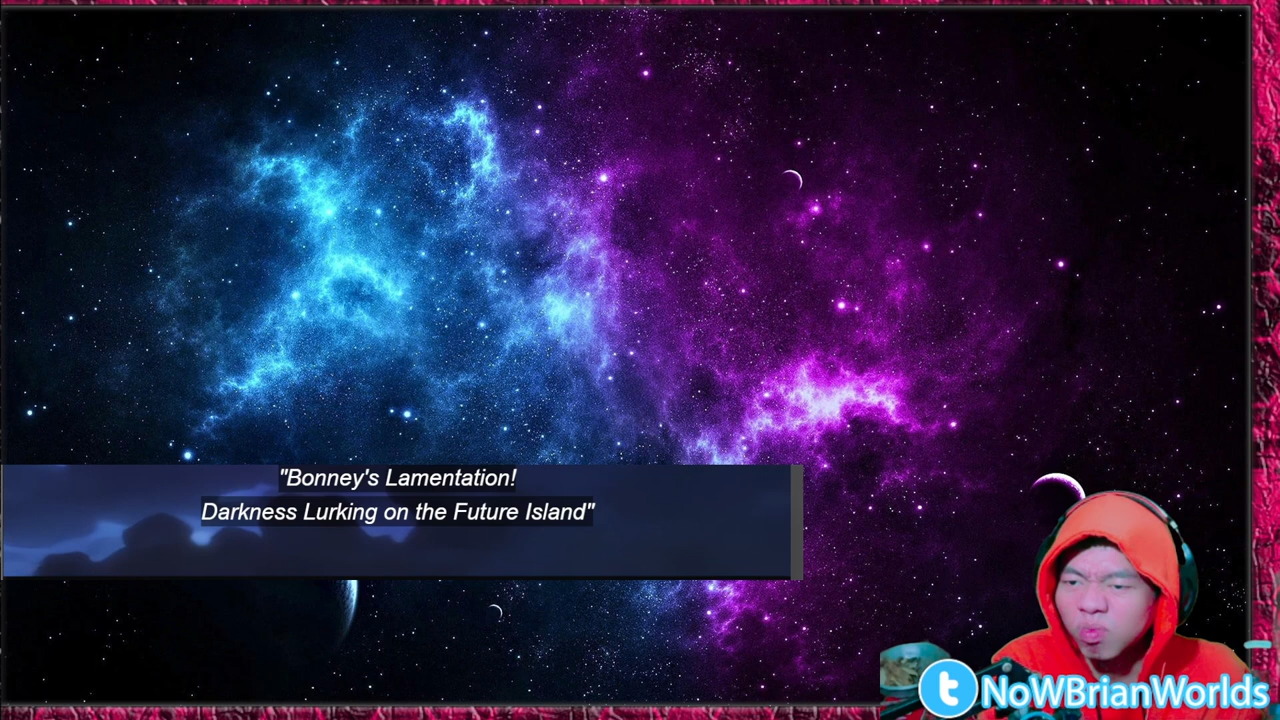 "Bonney's Lamentation!
Darkness Lurking on the Future Island"
NoWBrianWorlds